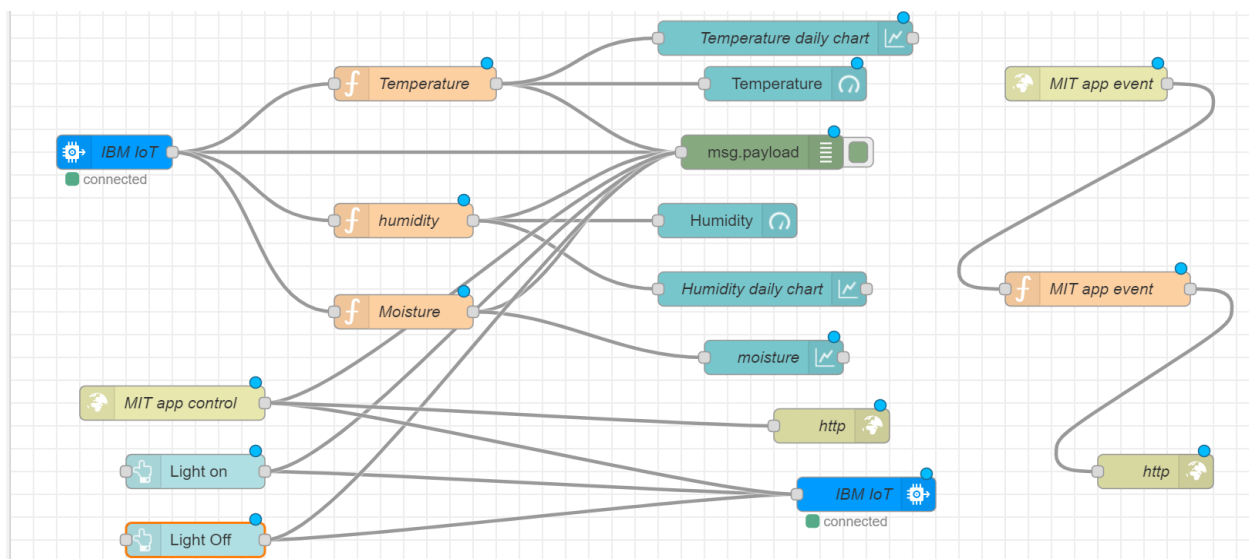 Temperature daily chart
Temperature
Temperature
MIT app event
IBM IoT
connected
msg.payload
humidity
Humidity
Humidity daily chart
MIT app event
Moisture
moisture
MIT app control
http
Light on
http
IBM IoT
connected
Light Off